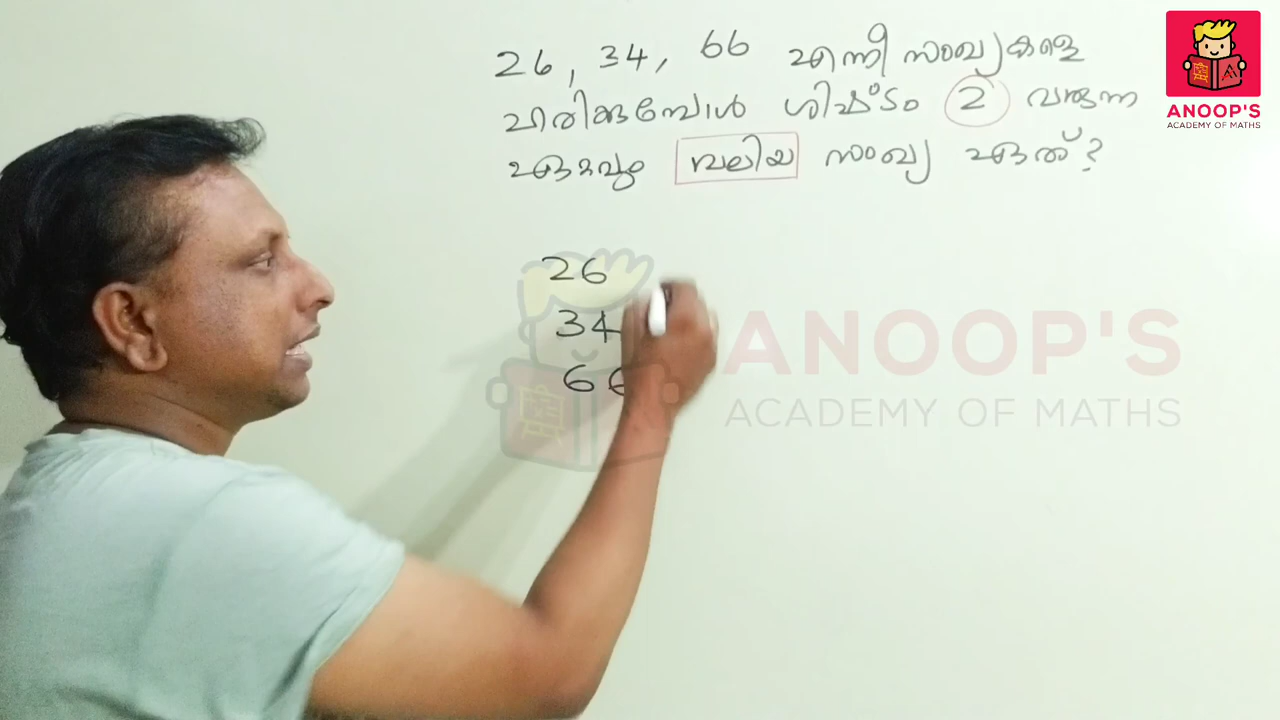 26, 34, 66 എന്നീ സംഖ്യകളെ
ഹരിക്കുമ്പോൾ ശിഷ്ടം 2 വരുന്ന
ഏറ്റവും വലിയ സംഖ്യ ഏത്?
26
34
66
ANOOP'S
ACADEMY OF MATHS
ANOOP'S
ACADEMY OF MATHS